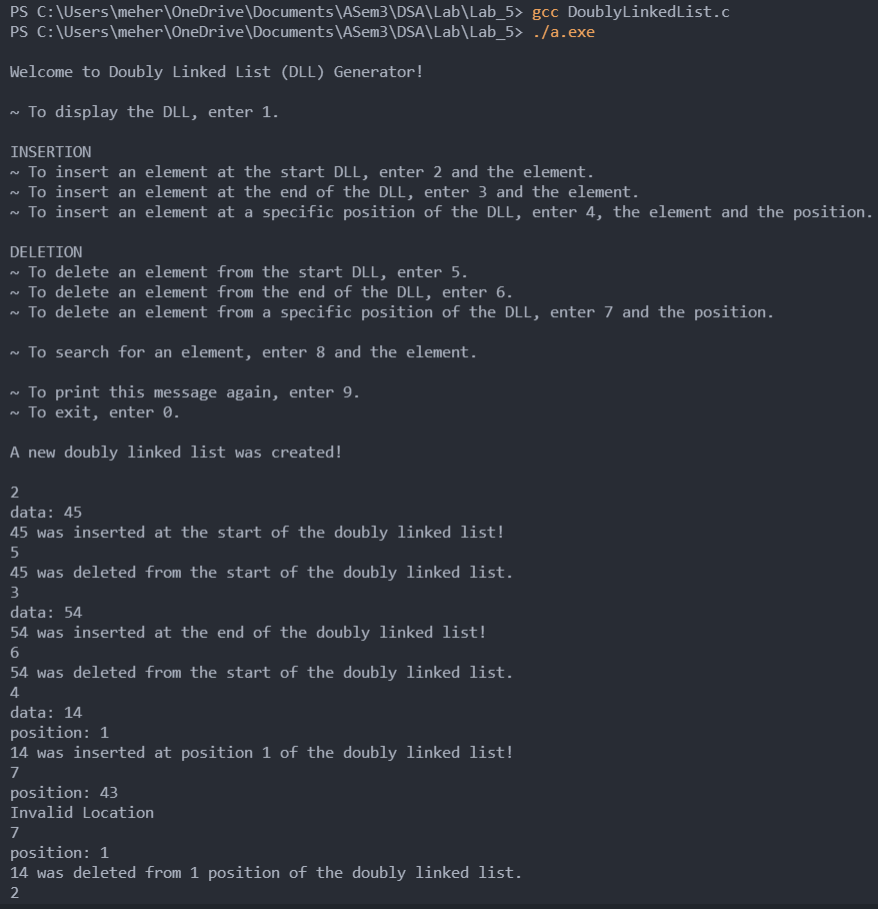 PS C:\Users\meher\OneDrive\Documents\ASem3\DSA\Lab\Lab_5> gcc DoublyLinkedList.c
PS C:\Users\meher\OneDrive\Documents\ASem3\DSA\Lab\Lab_5> ./a.exe
Welcome to Doubly Linked List (DLL) Generator!
~ To display the DLL, enter 1.
INSERTION
~ To insert an element at the start DLL, enter 2 and the element.
~ To insert an element at the end of the DLL, enter 3 and the element.
~ To insert an element at a specific position of the DLL, enter 4, the element and the position.
DELETION
~ To delete an element from the start DLL, enter 5.
~ To delete an element from the end of the DLL, enter 6.
~ To delete an element from a specific position of the DLL, enter 7 and the position.
~ To search for an element, enter 8 and the element.
~ To print this message again, enter 9.
~ To exit, enter 0.
A new doubly linked list was created!
2
data: 45
45 was inserted at the start of the doubly linked list!
5
45 was deleted from the start of the doubly linked list.
3
data: 54
54 was inserted at the end of the doubly linked list!
6
54 was deleted from the start of the doubly linked list.
4
data: 14
position: 1
14 was inserted at position 1 of the doubly linked list!
7
position: 43
Invalid Location
7
position: 1
14 was deleted from 1 position of the doubly linked list.
2